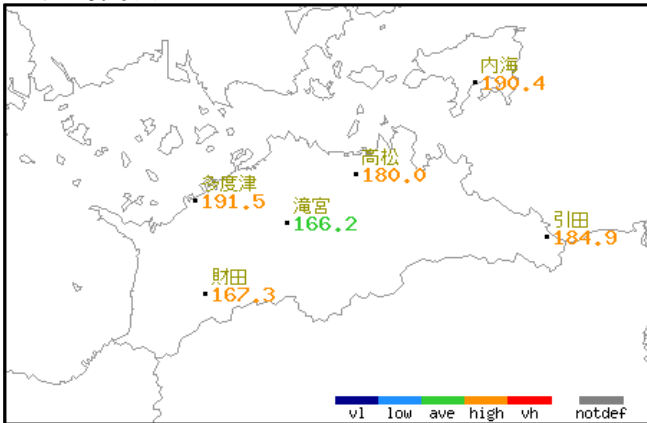 内海
190.4
高松
180.0
多度津
191.5
滝宮
166.2
引田
184.9
財田
167.3
vl low ave high vh notdef